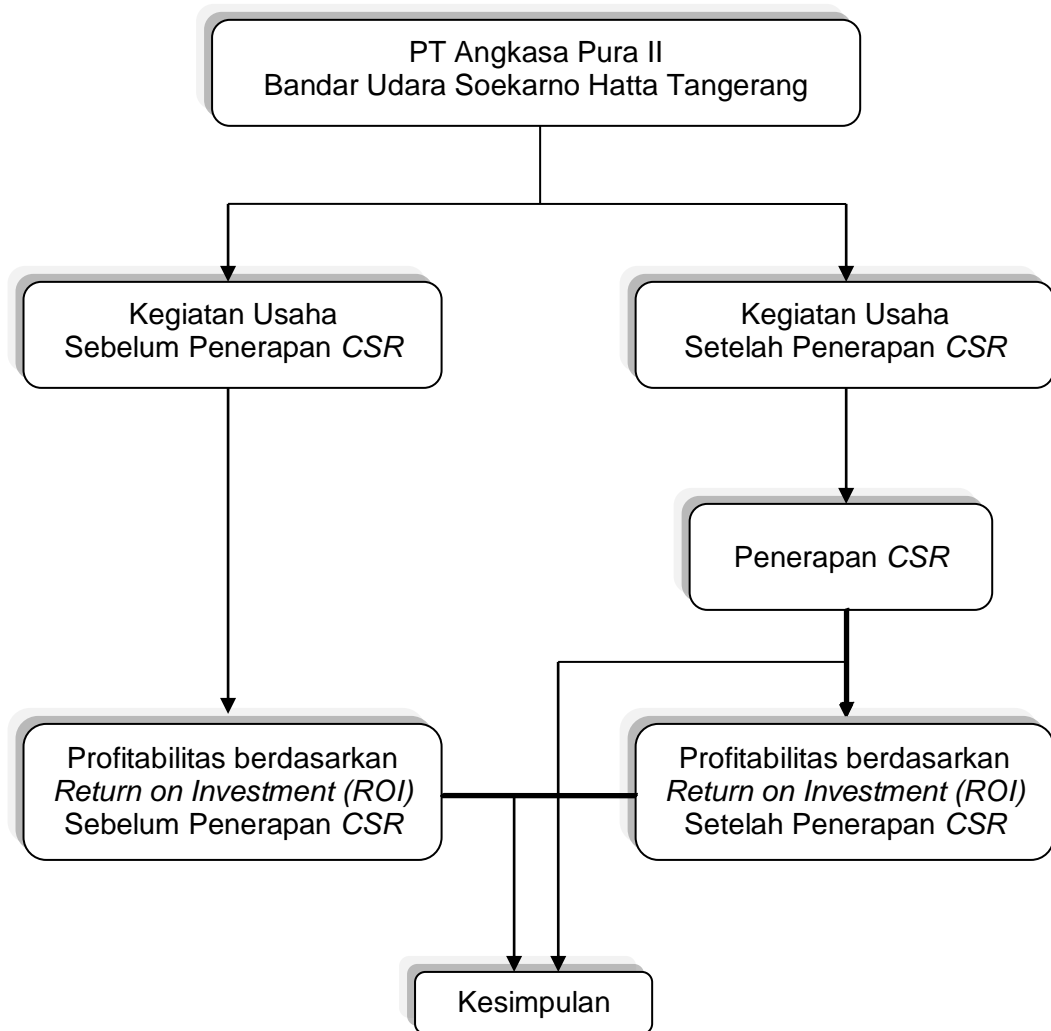 PT Angkasa Pura II
Bandar Udara Soekarno Hatta Tangerang
Kegiatan Usaha
Sebelum Penerapan CSR
Kegiatan Usaha
Setelah Penerapan CSR
Penerapan CSR
Profitabilitas berdasarkan
Return on Investment (ROI)
Sebelum Penerapan CSR
Profitabilitas berdasarkan
Return on Investment (ROI)
Setelah Penerapan CSR
Kesimpulan